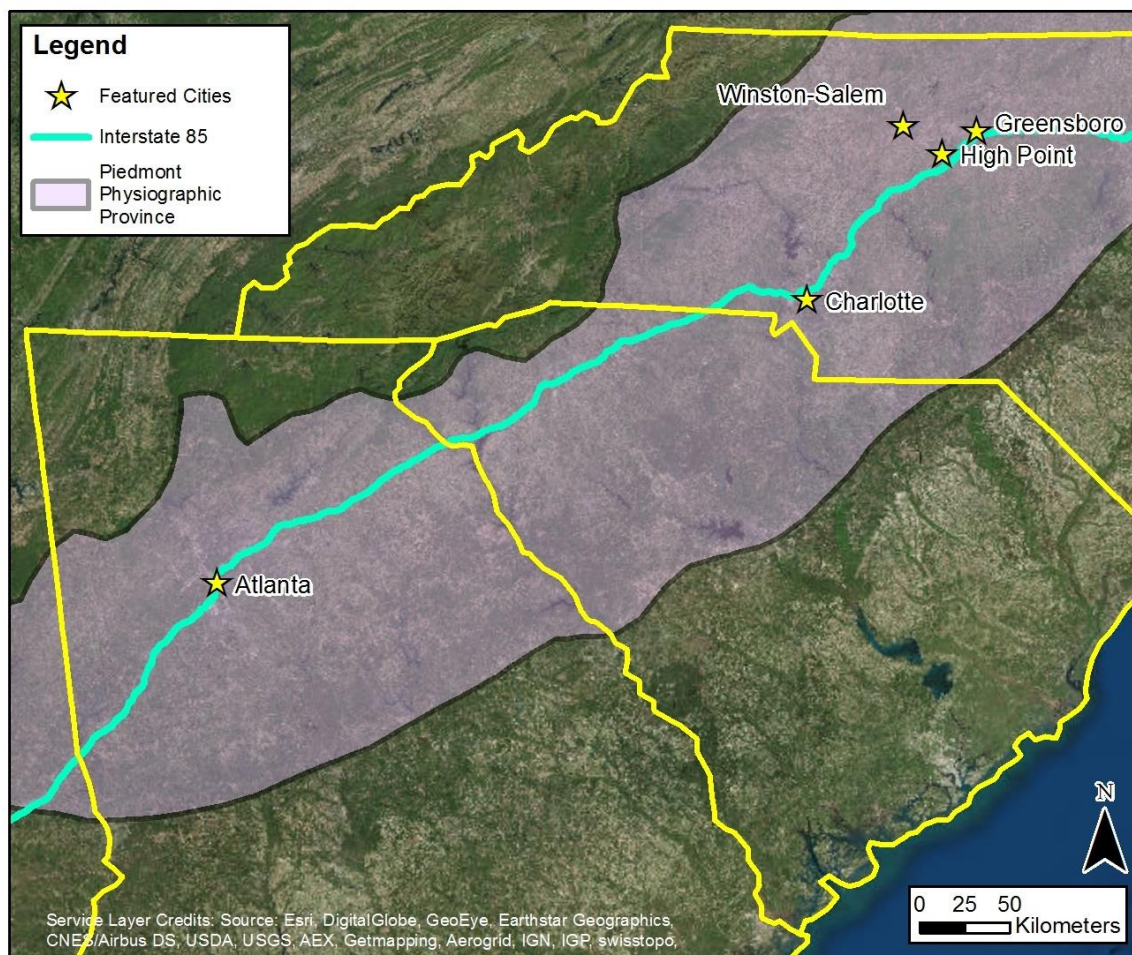 Legend
Featured Cities
Interstate 85
Piedmont
Physiographic
Province
Winston-Salem
Greensboro
High Point
Charlotte
Atlanta
N
0 25 50
Kilometers
Service Layer Credits: Source: Esri, DigitalGlobe, GeoEye, Earthstar Geographics,
CNES/Airbus DS, USDA, USGS, AEX, Getmapping, Aerogrid, IGN, IGP, swisstopo,